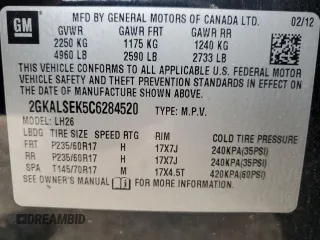 GM
MFD BY GENERAL MOTORS OF CANADA LTD. 02/12
GVWR GAWR FRT GAWR RR
2250 KG 1175 KG 1240 KG
4960 LB 2590 LB 2733 LB
THIS VEHICLE CONFORMS TO ALL APPLICABLE U.S. FEDERAL MOTOR VEHICLE SAFETY AND THEFT PREVENTION STANDARDS IN EFFECT ON THE DATE OF MANUFACTURE SHOWN ABOVE.
2GKALSEK5C6284520 TYPE: M.P.V.
MODEL: LH26
LBDG TIRE SIZE SPEED RTG RIM COLD TIRE PRESSURE
FRT P235/60R17 H 17X7J 240KPA(35PSI)
RR P235/60R17 H 17X7J 240KPA(35PSI)
SPA T145/70R17 M 17X4.5T 420KPA(60PSI)
SEE OWNER'S MANUAL FOR ADDITIONAL INFORMATION